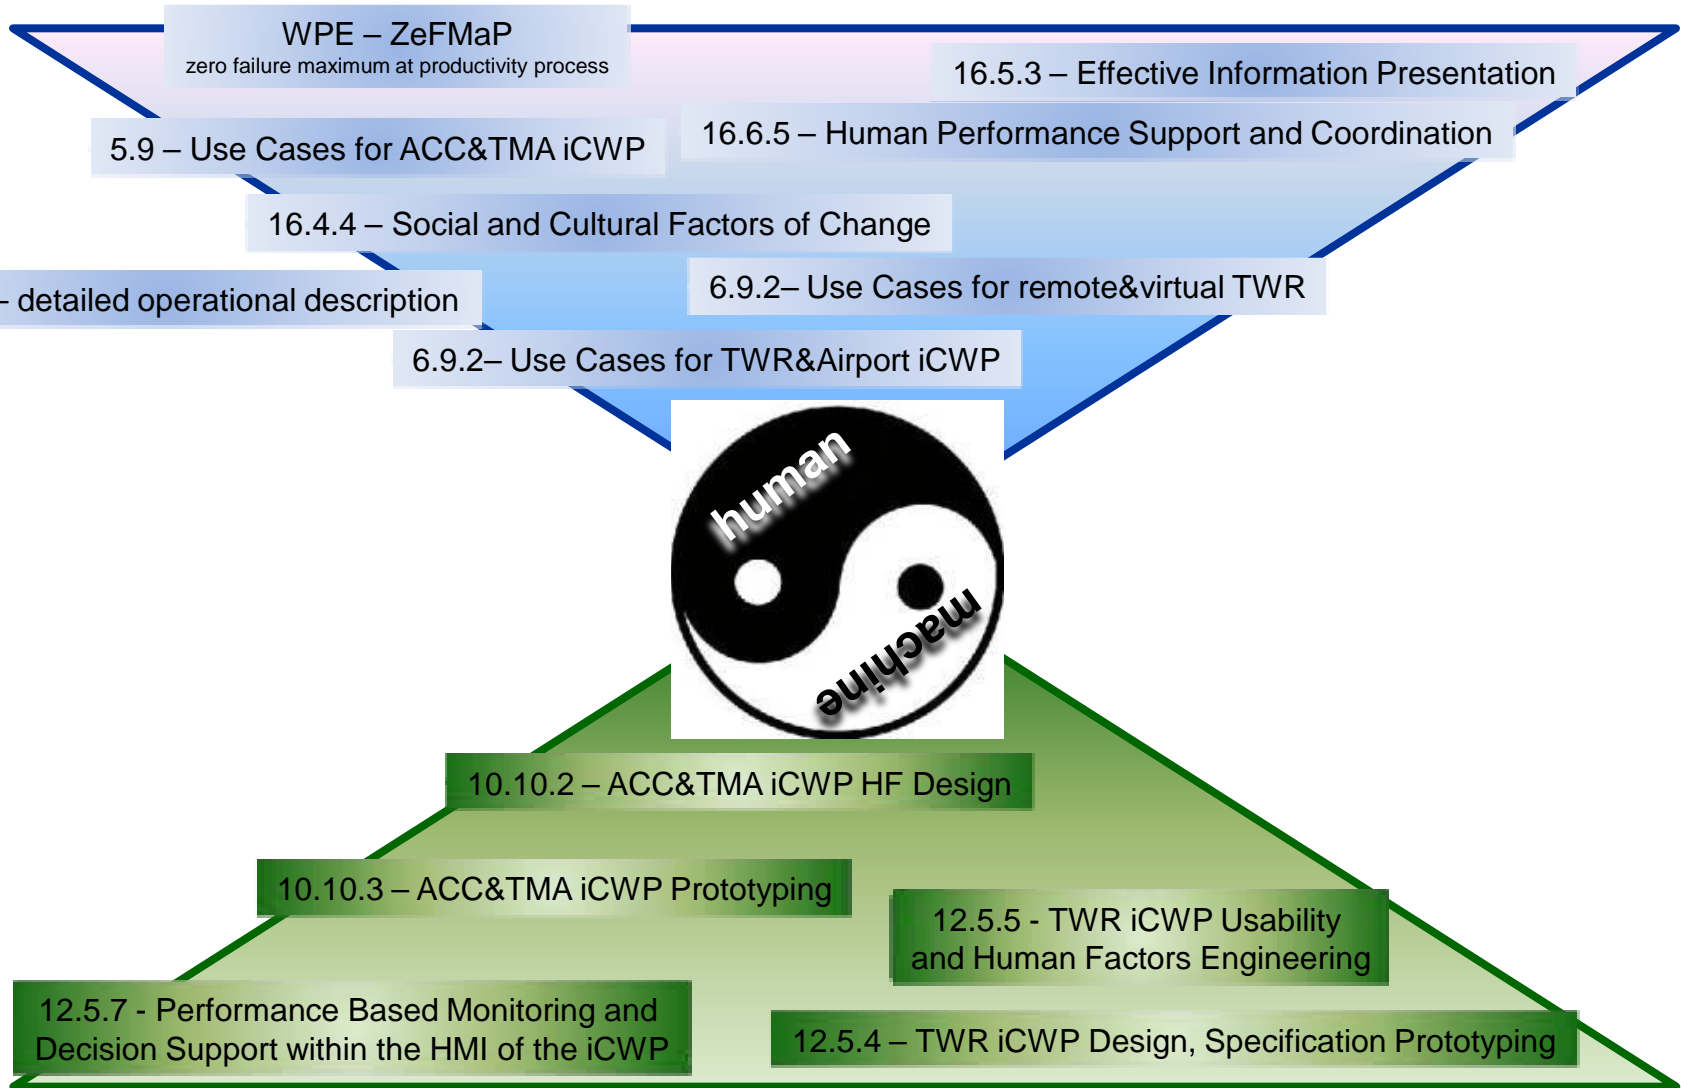 WPE – ZeFMaP
zero failure maximum at productivity process
16.5.3 – Effective Information Presentation
5.9 – Use Cases for ACC&TMA iCWP
16.6.5 – Human Performance Support and Coordination
16.4.4 – Social and Cultural Factors of Change
– detailed operational description
6.9.2– Use Cases for remote&virtual TWR
6.9.2– Use Cases for TWR&Airport iCWP
human
machine
10.10.2 – ACC&TMA iCWP HF Design
10.10.3 – ACC&TMA iCWP Prototyping
12.5.5 - TWR iCWP Usability
and Human Factors Engineering
12.5.7 - Performance Based Monitoring and
Decision Support within the HMI of the iCWP
12.5.4 – TWR iCWP Design, Specification Prototyping